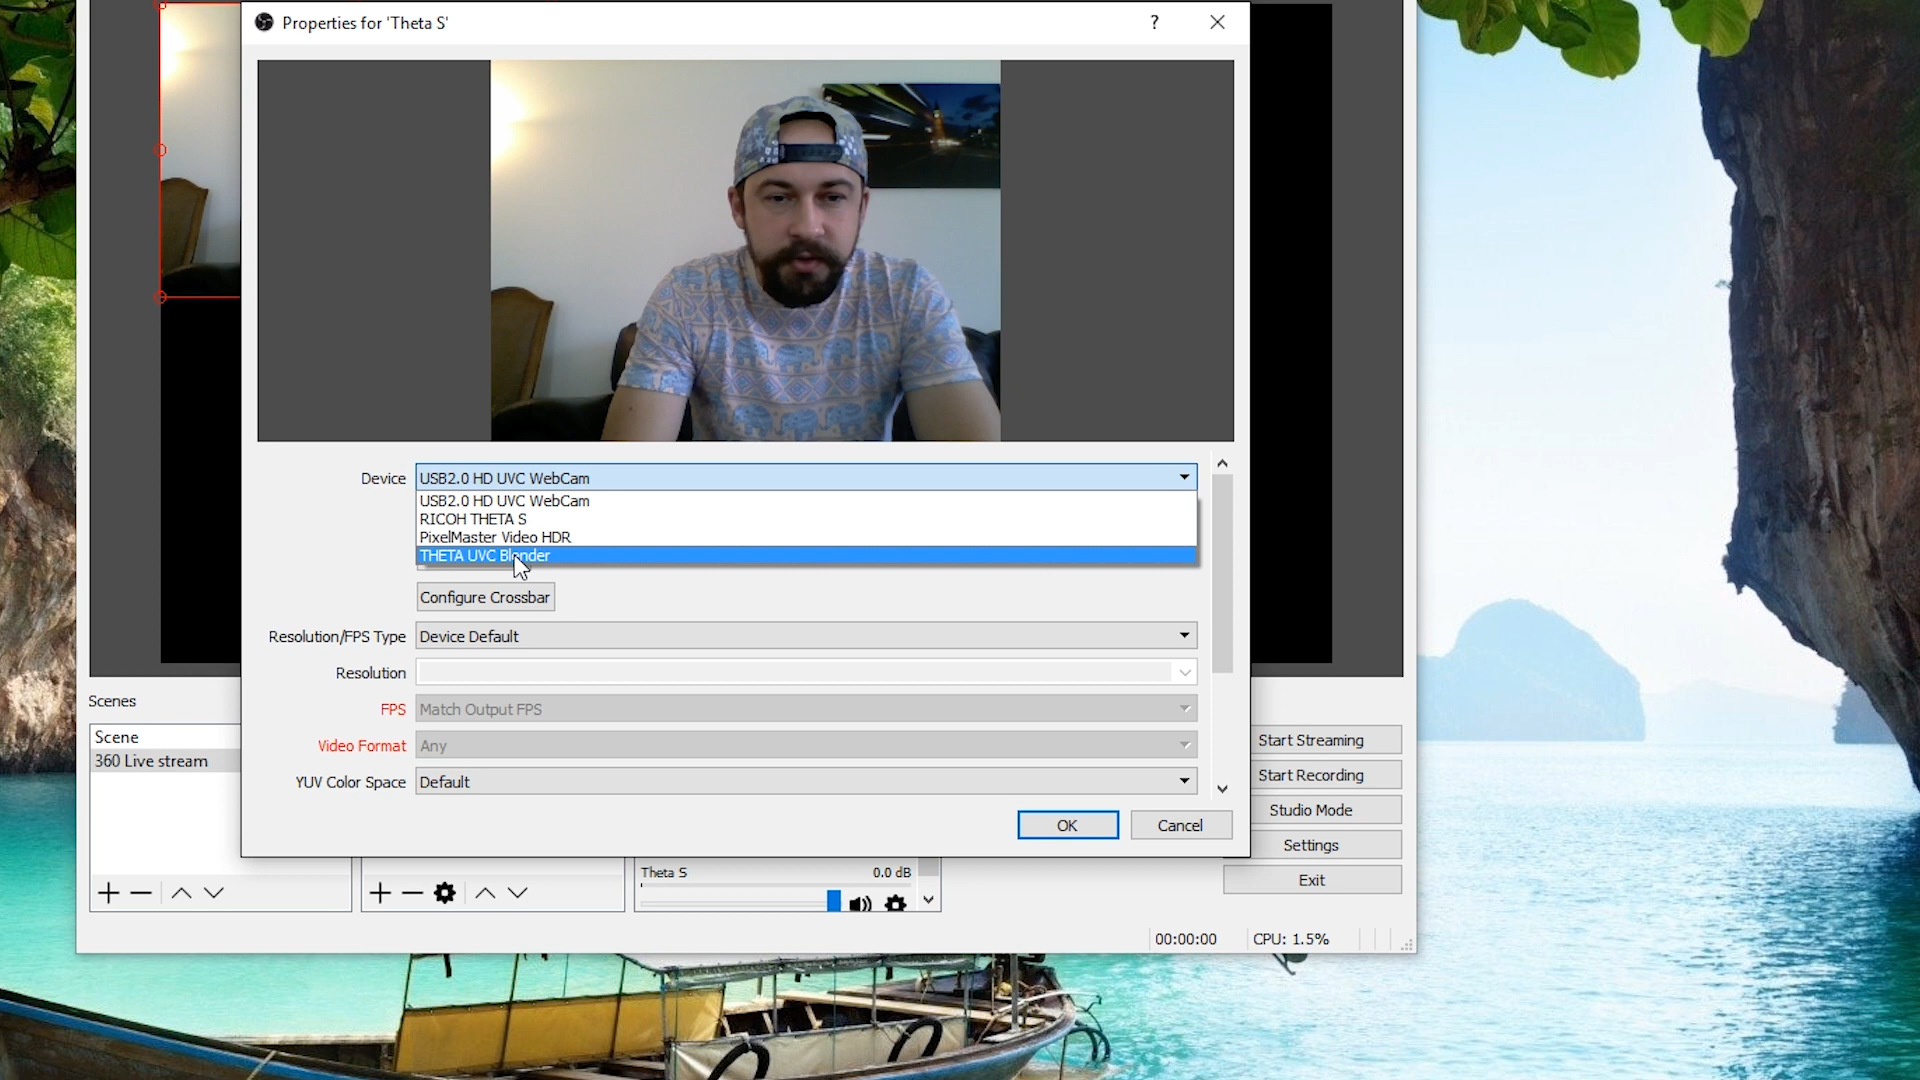 Properties for 'Theta S'
?
Device
USB2.0 HD UVC WebCam
USB2.0 HD UVC WebCam
RICOH THETA S
PixelMaster Video HDR
THETA UVC Blender
Configure Crossbar
Resolution/FPS Type
Device Default
Resolution
FPS
Match Output FPS
Video Format
Any
YUV Color Space
Default
OK
Cancel
Scenes
Scene
360 Live stream
Theta S
0.0 dB
Start Streaming
Start Recording
Studio Mode
Settings
Exit
00:00:00
CPU: 1.5%